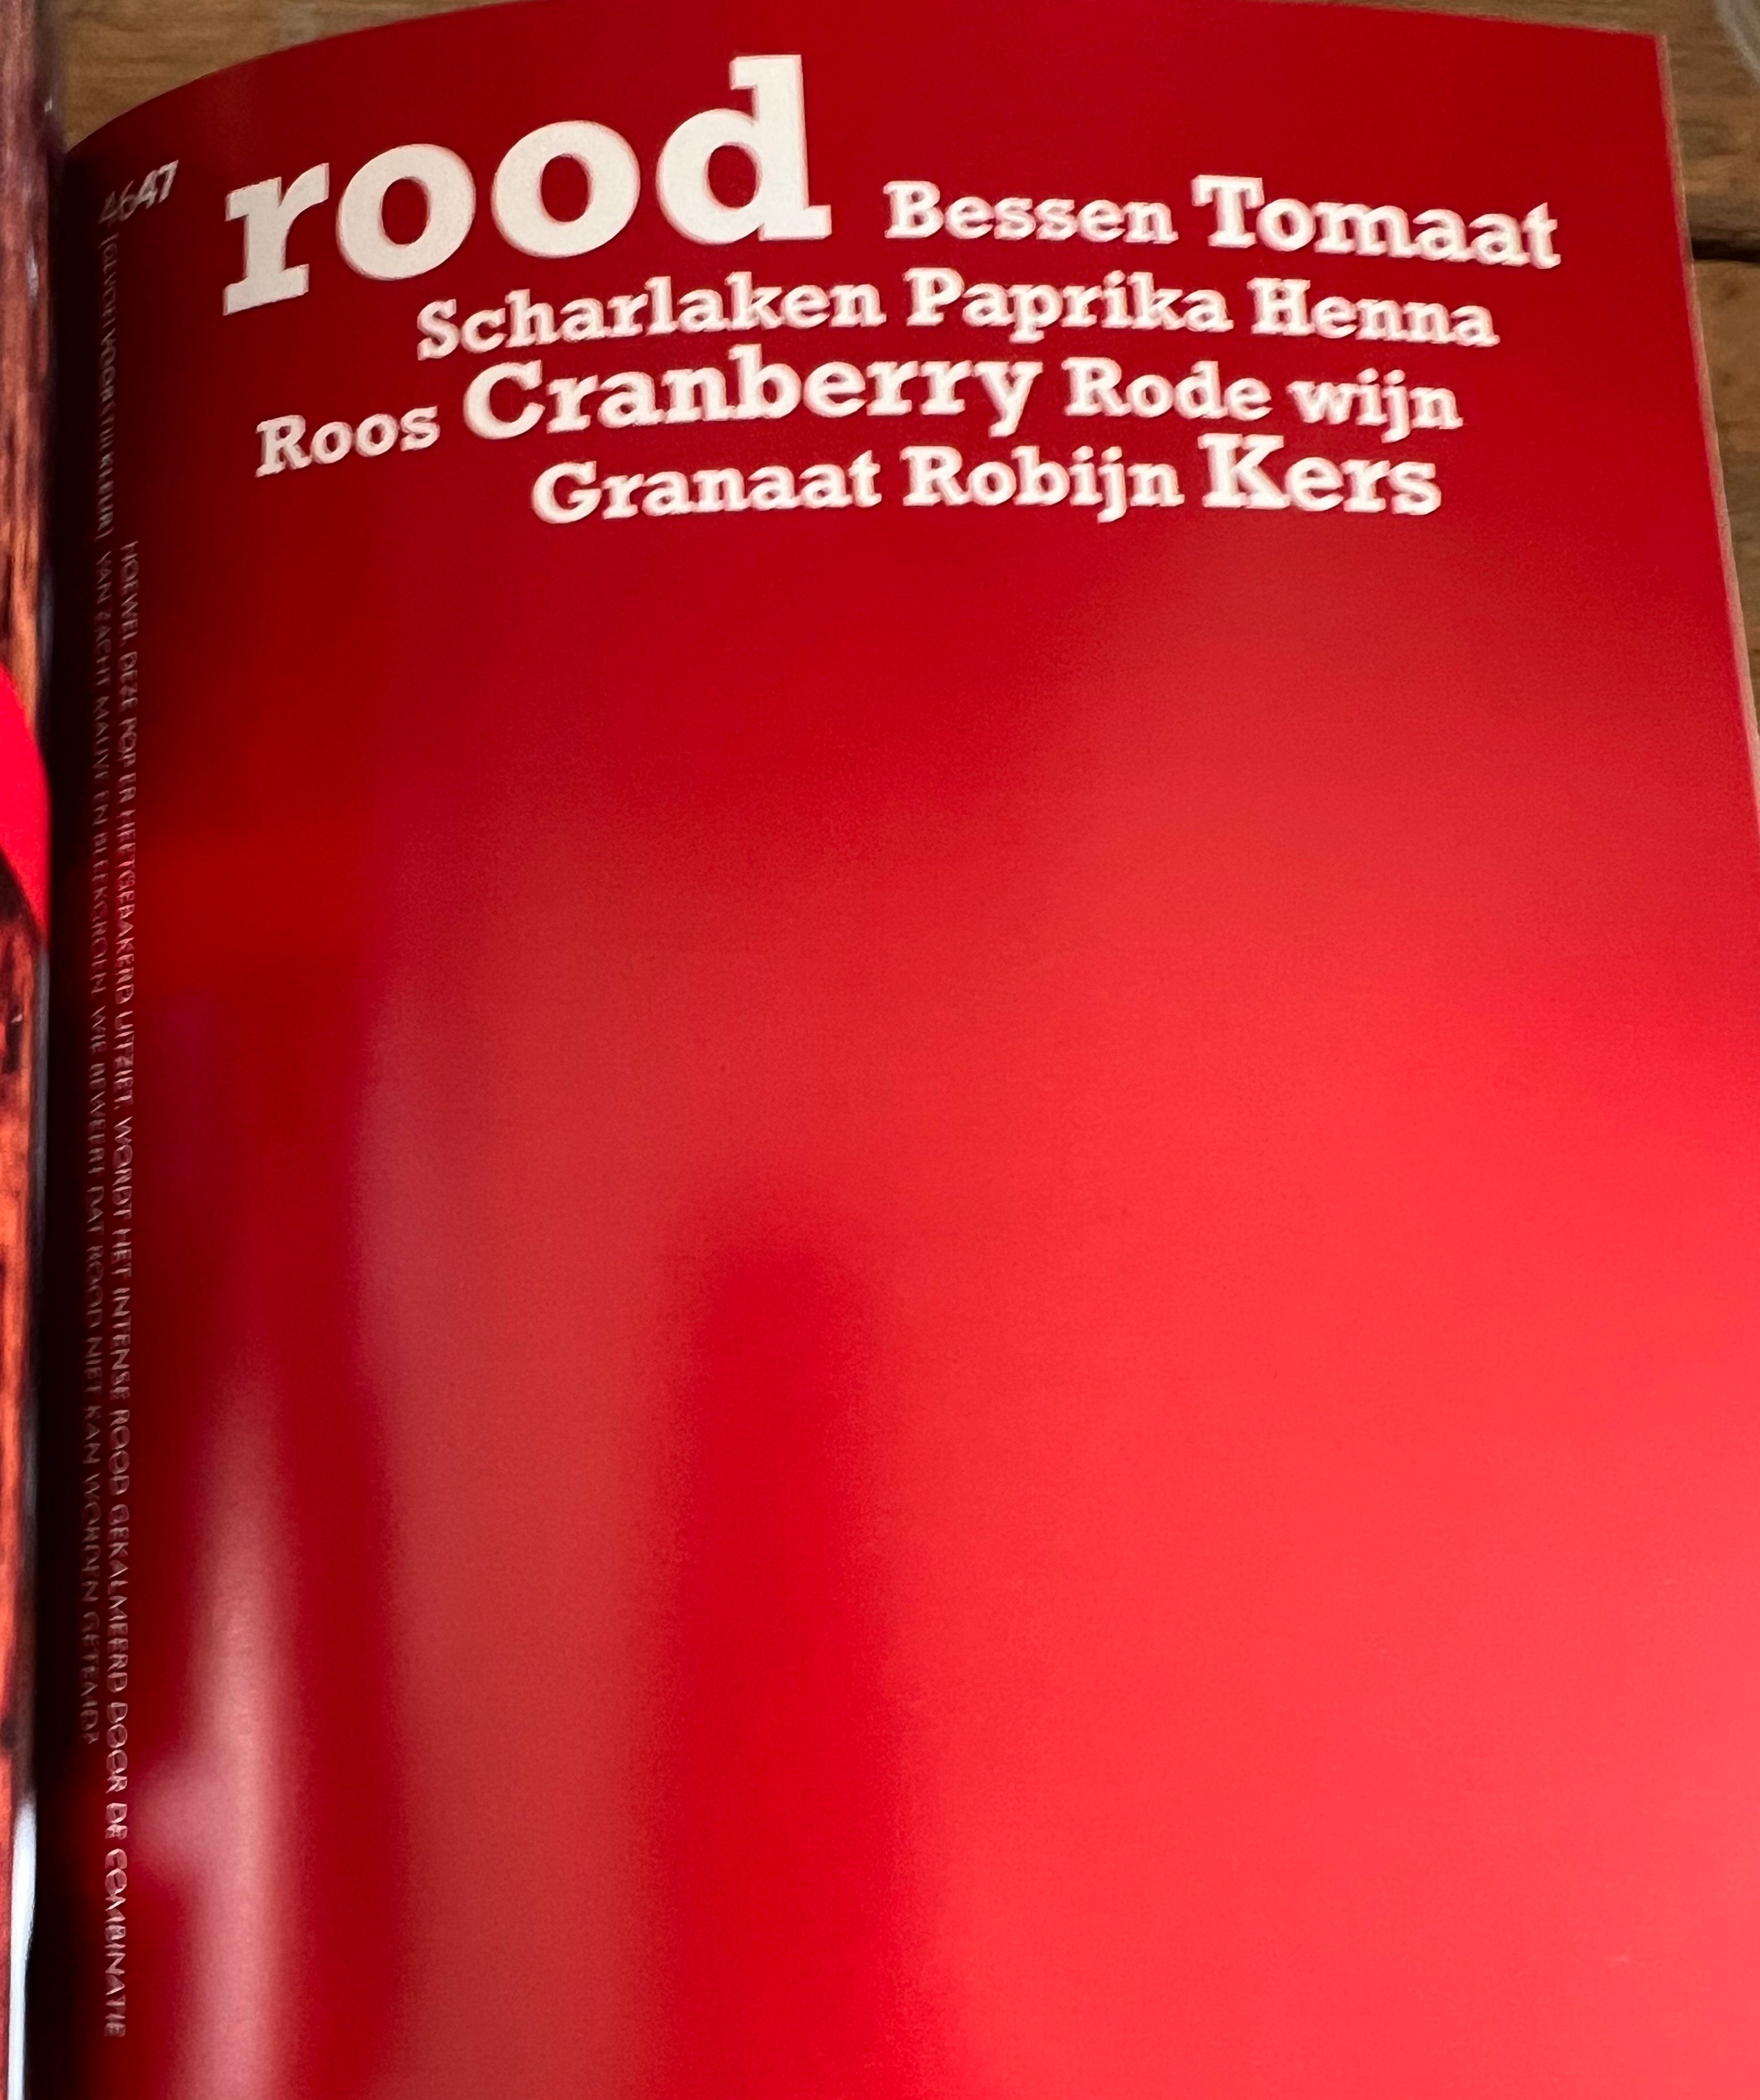 4647
rood Bessen Tomaat
Scharlaken Paprika Henna
Roos Cranberry Rode wijn
Granaat Robijn Kers
HOEWEL DEZE POP ER HEETGEBAKERD UITZIET, WORDT HET INTENSE ROOD GEKALMEERD DOOR DE COMBINATIE
VAN ZACHT MAUVE EN BLEEKGROEN. WIE BEWEERT DAT ROOD NIET KAN WORDEN GETEMD?